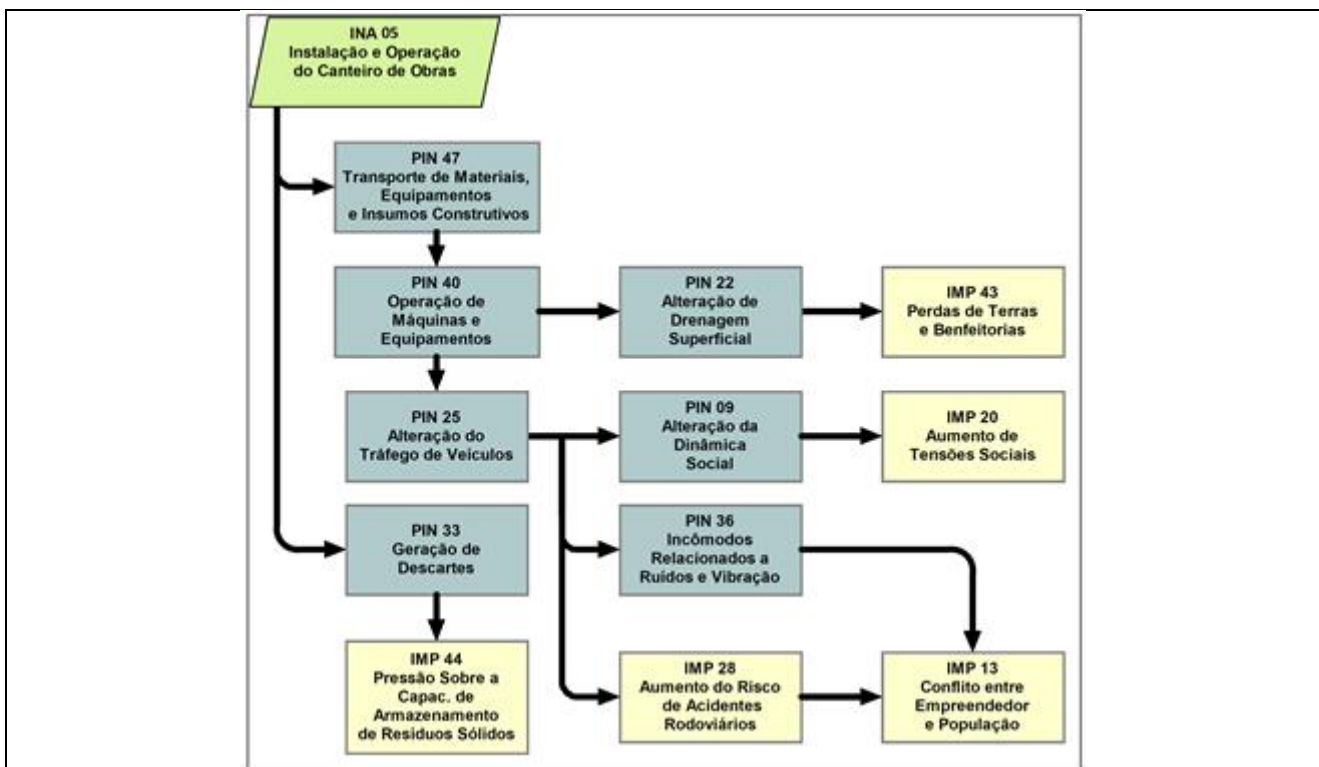 INA 05
Instalação e Operação
do Canteiro de Obras
PIN 47
Transporte de Materiais,
Equipamentos
e Insumos Construtivos
PIN 40
Operação de
Máquinas e
Equipamentos
PIN 22
Alteração de
Drenagem
Superficial
IMP 43
Perdas de Terras
e Benfeitorias
PIN 25
Alteração do
Tráfego de Veiculos
PIN 09
Alteração da
Dinâmica
Social
IMP 20
Aumento de
Tensões Sociais
PIN 33
Geração de
Descartes
PIN 36
Incômodos
Relacionados a
Ruídos e Vibração
IMP 44
Pressão Sobre a
Capac. de
Armazenamento
de Residuos Sólidos
IMP 28
Aumento do Risco
de Acidentes
Rodoviários
IMP 13
Conflito entre
Empreendedor
e População